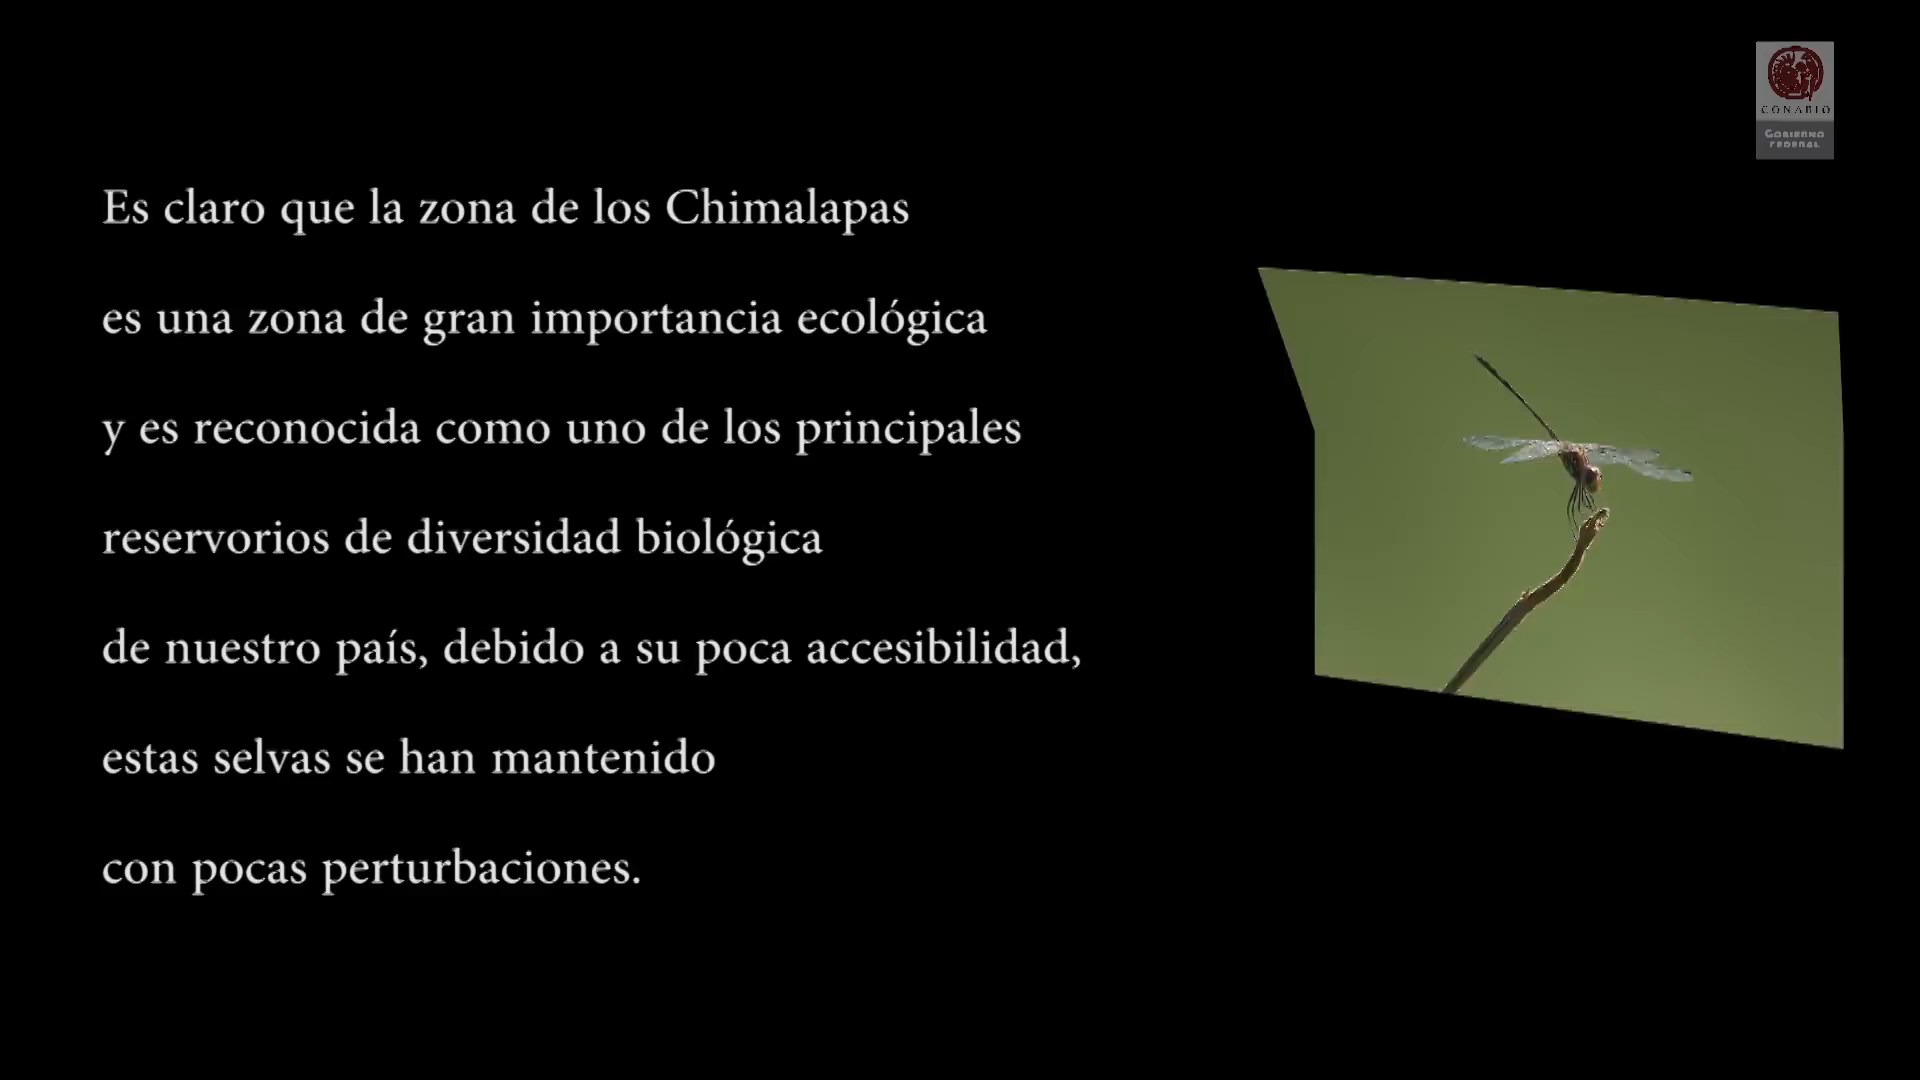 CONABIO
GOBIERNO
FEDERAL
Es claro que la zona de los Chimalapas
es una zona de gran importancia ecológica
y es reconocida como uno de los principales
reservorios de diversidad biológica
de nuestro país, debido a su poca accesibilidad,
estas selvas se han mantenido
con pocas perturbaciones.